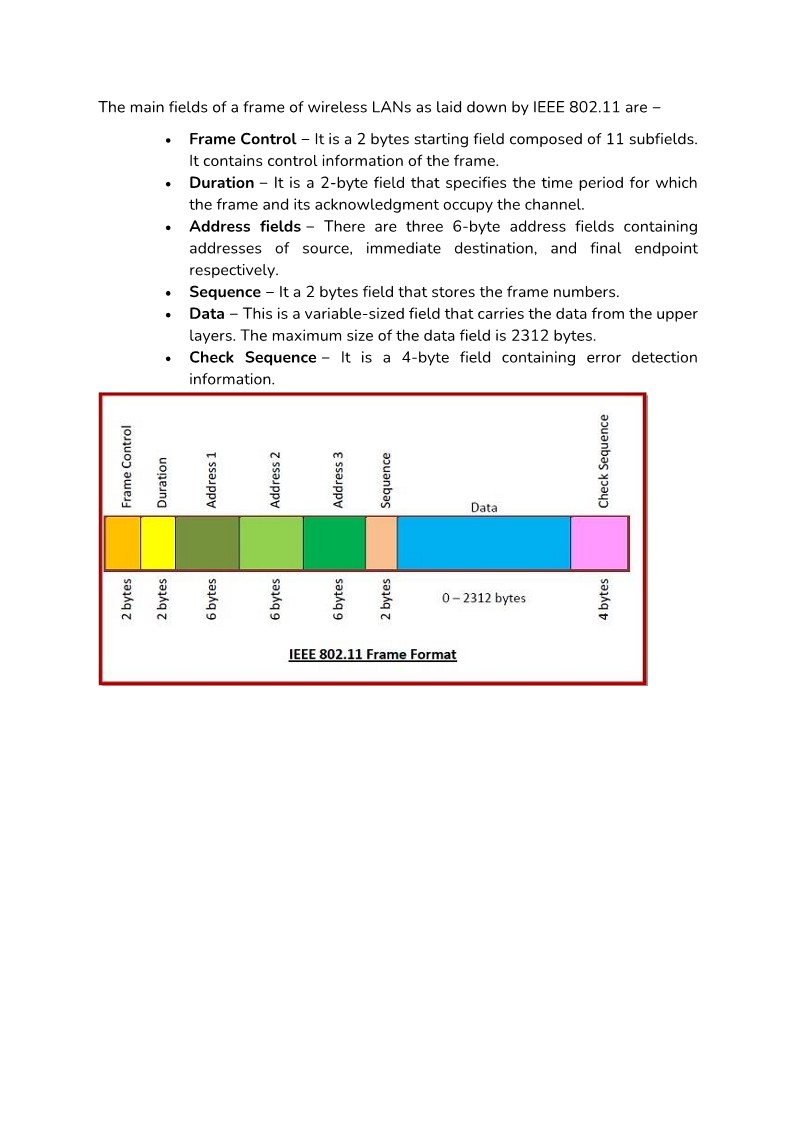 The main fields of a frame of wireless LANs as laid down by IEEE 802.11 are –
• Frame Control – It is a 2 bytes starting field composed of 11 subfields.
It contains control information of the frame.
• Duration – It is a 2-byte field that specifies the time period for which
the frame and its acknowledgment occupy the channel.
• Address fields – There are three 6-byte address fields containing
addresses of source, immediate destination, and final endpoint
respectively.
• Sequence – It a 2 bytes field that stores the frame numbers.
• Data – This is a variable-sized field that carries the data from the upper
layers. The maximum size of the data field is 2312 bytes.
• Check Sequence – It is a 4-byte field containing error detection
information.
Frame Control
Duration
Address 1
Address 2
Address 3
Sequence
Data
Check Sequence
2 bytes
2 bytes
6 bytes
6 bytes
6 bytes
2 bytes
0 – 2312 bytes
4 bytes
IEEE 802.11 Frame Format